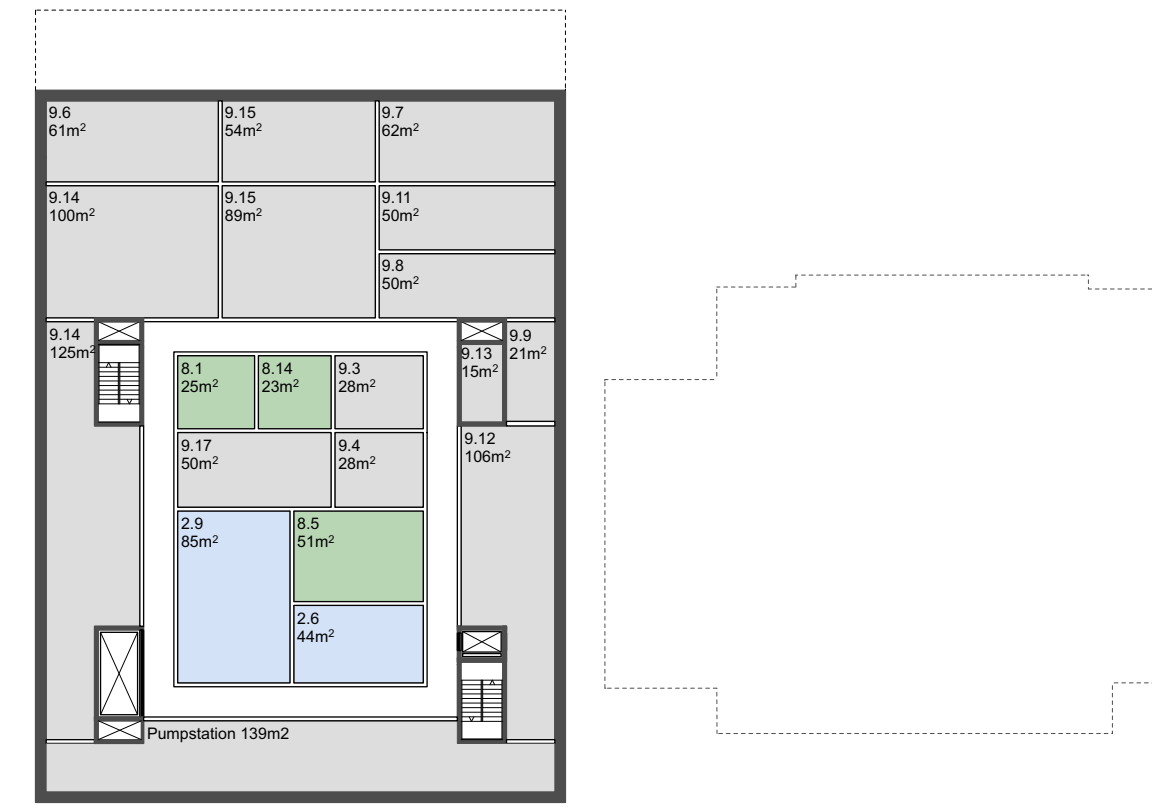 9.6
61m²
9.15
54m²
9.7
62m²
9.14
100m²
9.15
89m²
9.11
50m²
9.8
50m²
9.14
125m²
9.13
15m²
9.9
21m²
8.1
25m²
8.14
23m²
9.3
28m²
9.17
50m²
9.4
28m²
9.12
106m²
2.9
85m²
8.5
51m²
2.6
44m²
Pumpstation 139m2